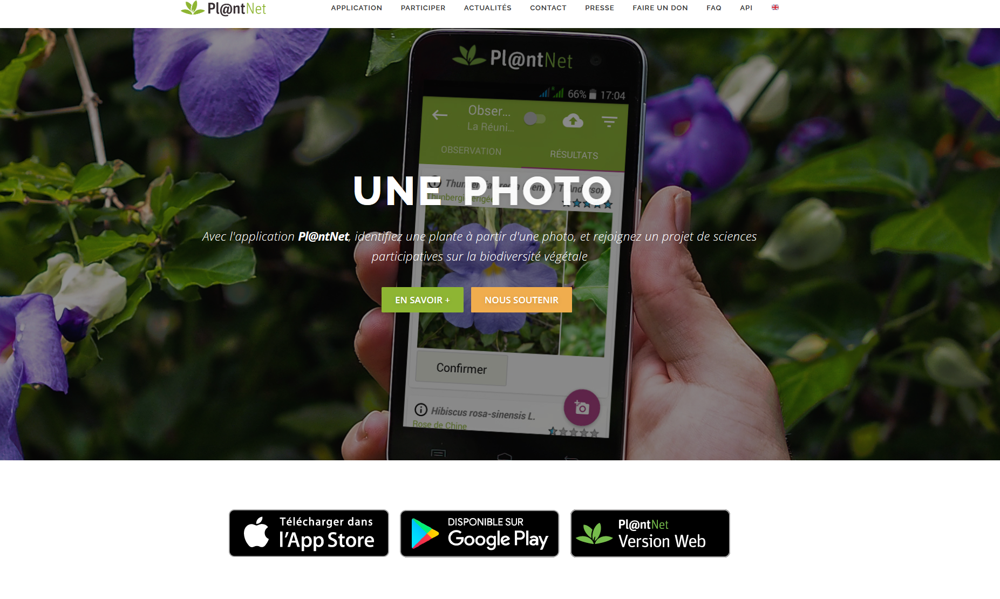 Pl@ntNet
APPLICATION
PARTICIPER
ACTUALITÉS
CONTACT
PRESSE
FAIRE UN DON
FAQ
API
Pl@ntNet
R 66% 17:04
Obser...
La Réuni...
OBSERVATION
RÉSULTATS
UNE PHOTO
Avec l'application Pl@ntNet, identifiez une plante à partir d'une photo, et rejoignez un projet de sciences
participatives sur la biodiversité végétale
EN SAVOIR +
NOUS SOUTENIR
Confirmer
Hibiscus rosa-sinensis L.
Rose de Chine
Télécharger dans
l'App Store
DISPONIBLE SUR
Google Play
Pl@ntNet
Version Web